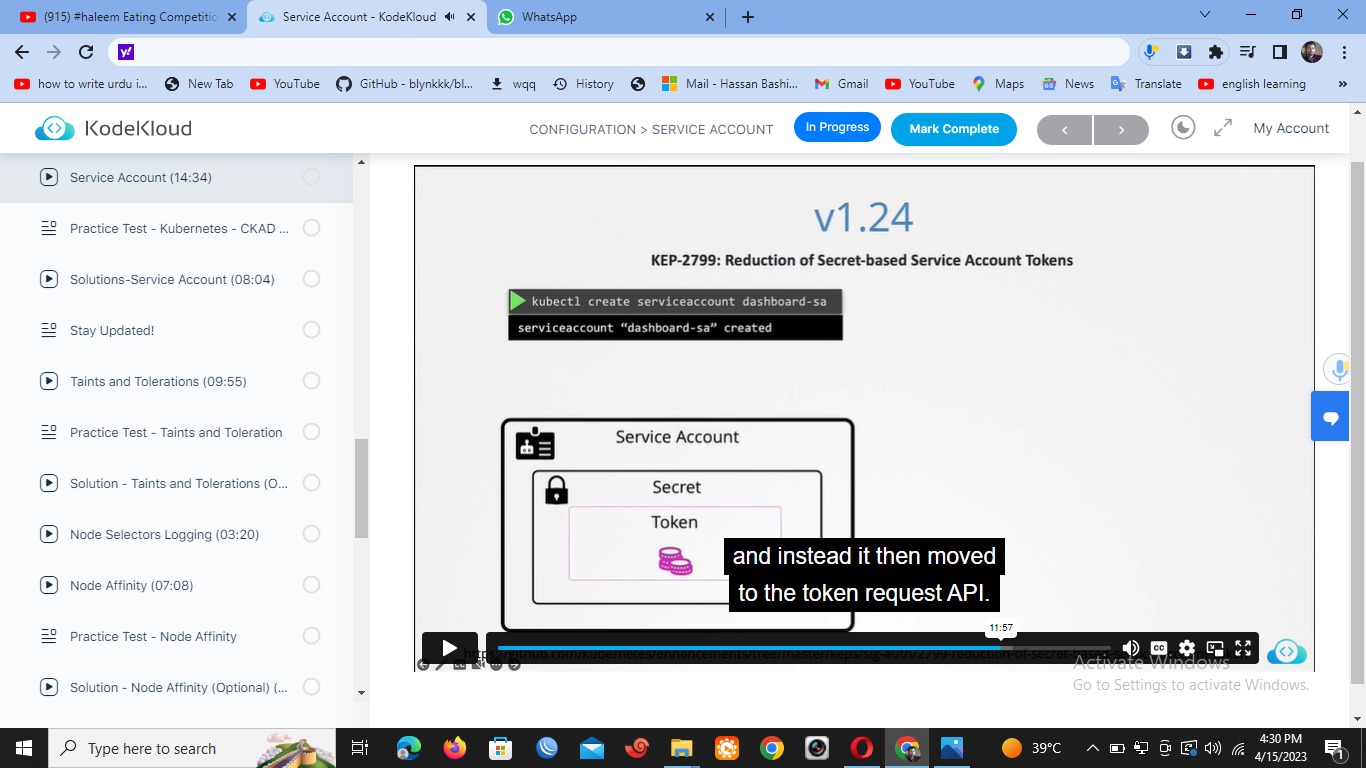 (915) #haleem Eating Competitio
Service Account - KodeKloud
WhatsApp
y!
how to write urdu i...
New Tab
YouTube
GitHub - blynkkk/bl...
wqq
History
Mail - Hassan Bashi...
Gmail
YouTube
Maps
News
Translate
english learning
»
KodeKloud
CONFIGURATION > SERVICE ACCOUNT
In Progress
Mark Complete
<
>
My Account
Service Account (14:34)
Practice Test - Kubernetes - CKAD ...
Solutions-Service Account (08:04)
Stay Updated!
Taints and Tolerations (09:55)
Practice Test - Taints and Toleration
Solution - Taints and Tolerations (O...
Node Selectors Logging (03:20)
Node Affinity (07:08)
Practice Test - Node Affinity
Solution - Node Affinity (Optional) (...
v1.24
KEP-2799: Reduction of Secret-based Service Account Tokens
kubectl create serviceaccount dashboard-sa
serviceaccount “dashboard-sa” created
Service Account
Secret
Token
and instead it then moved
to the token request API.
11:57
CC
https://github.com/kubernetes/enhancements/tree/master/keps/sig-auth/2799-reduction-of-secret-based-s
Activate Windows
Go to Settings to activate Windows.
Type here to search
39°C
4:30 PM
4/15/2023
1